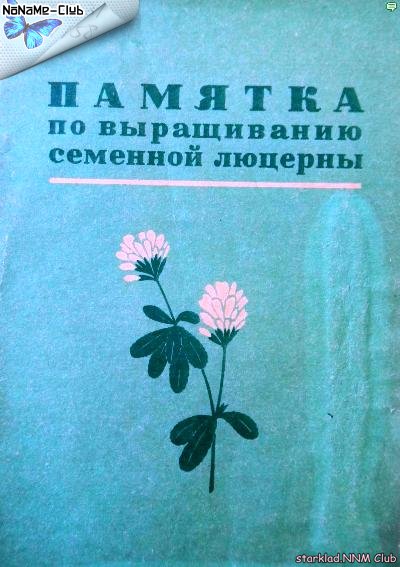 NoName-Club
ПАМЯТКА
по выращиванию
семенной люцерны
starklad.NNM Club